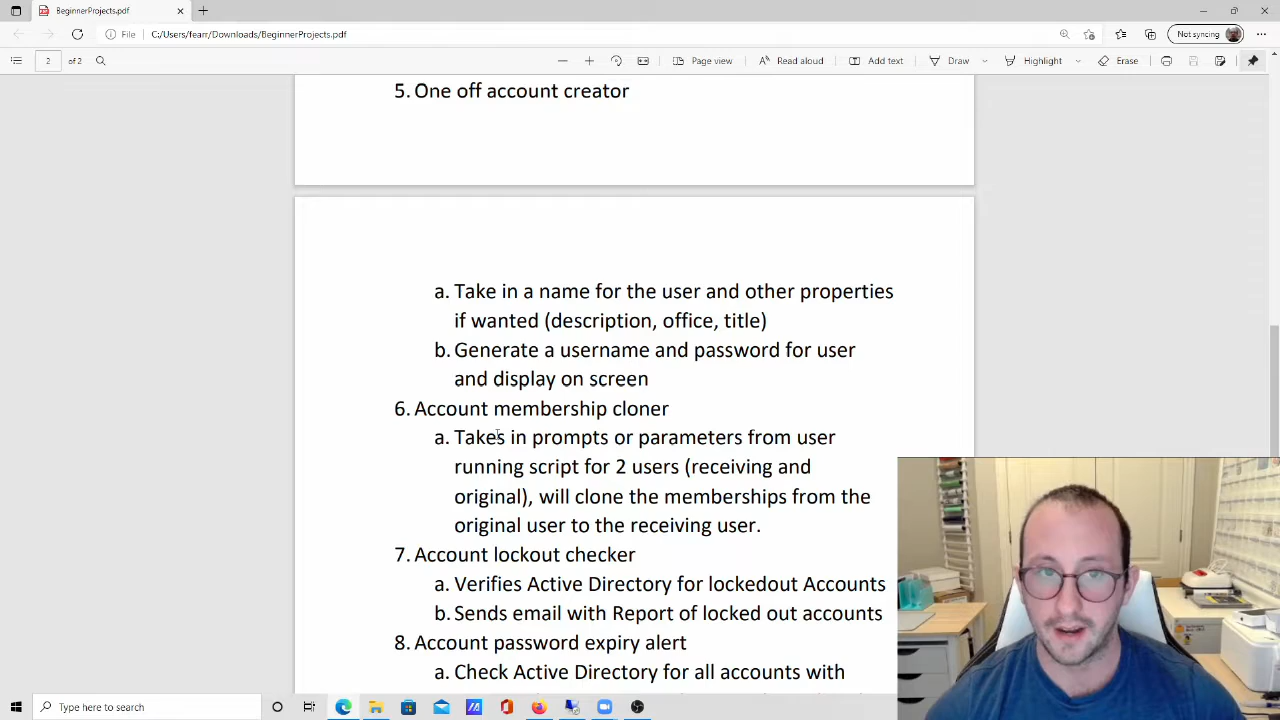 BeginnerProjects.pdf
File
C:/Users/fearr/Downloads/BeginnerProjects.pdf
Not syncing
2
of 2
Page view
Read aloud
Add text
Draw
Highlight
Erase
5. One off account creator
a. Take in a name for the user and other properties
if wanted (description, office, title)
b. Generate a username and password for user
and display on screen
6. Account membership cloner
a. Takes in prompts or parameters from user
running script for 2 users (receiving and
original), will clone the memberships from the
original user to the receiving user.
7. Account lockout checker
a. Verifies Active Directory for lockedout Accounts
b. Sends email with Report of locked out accounts
8. Account password expiry alert
a. Check Active Directory for all accounts with
Type here to search